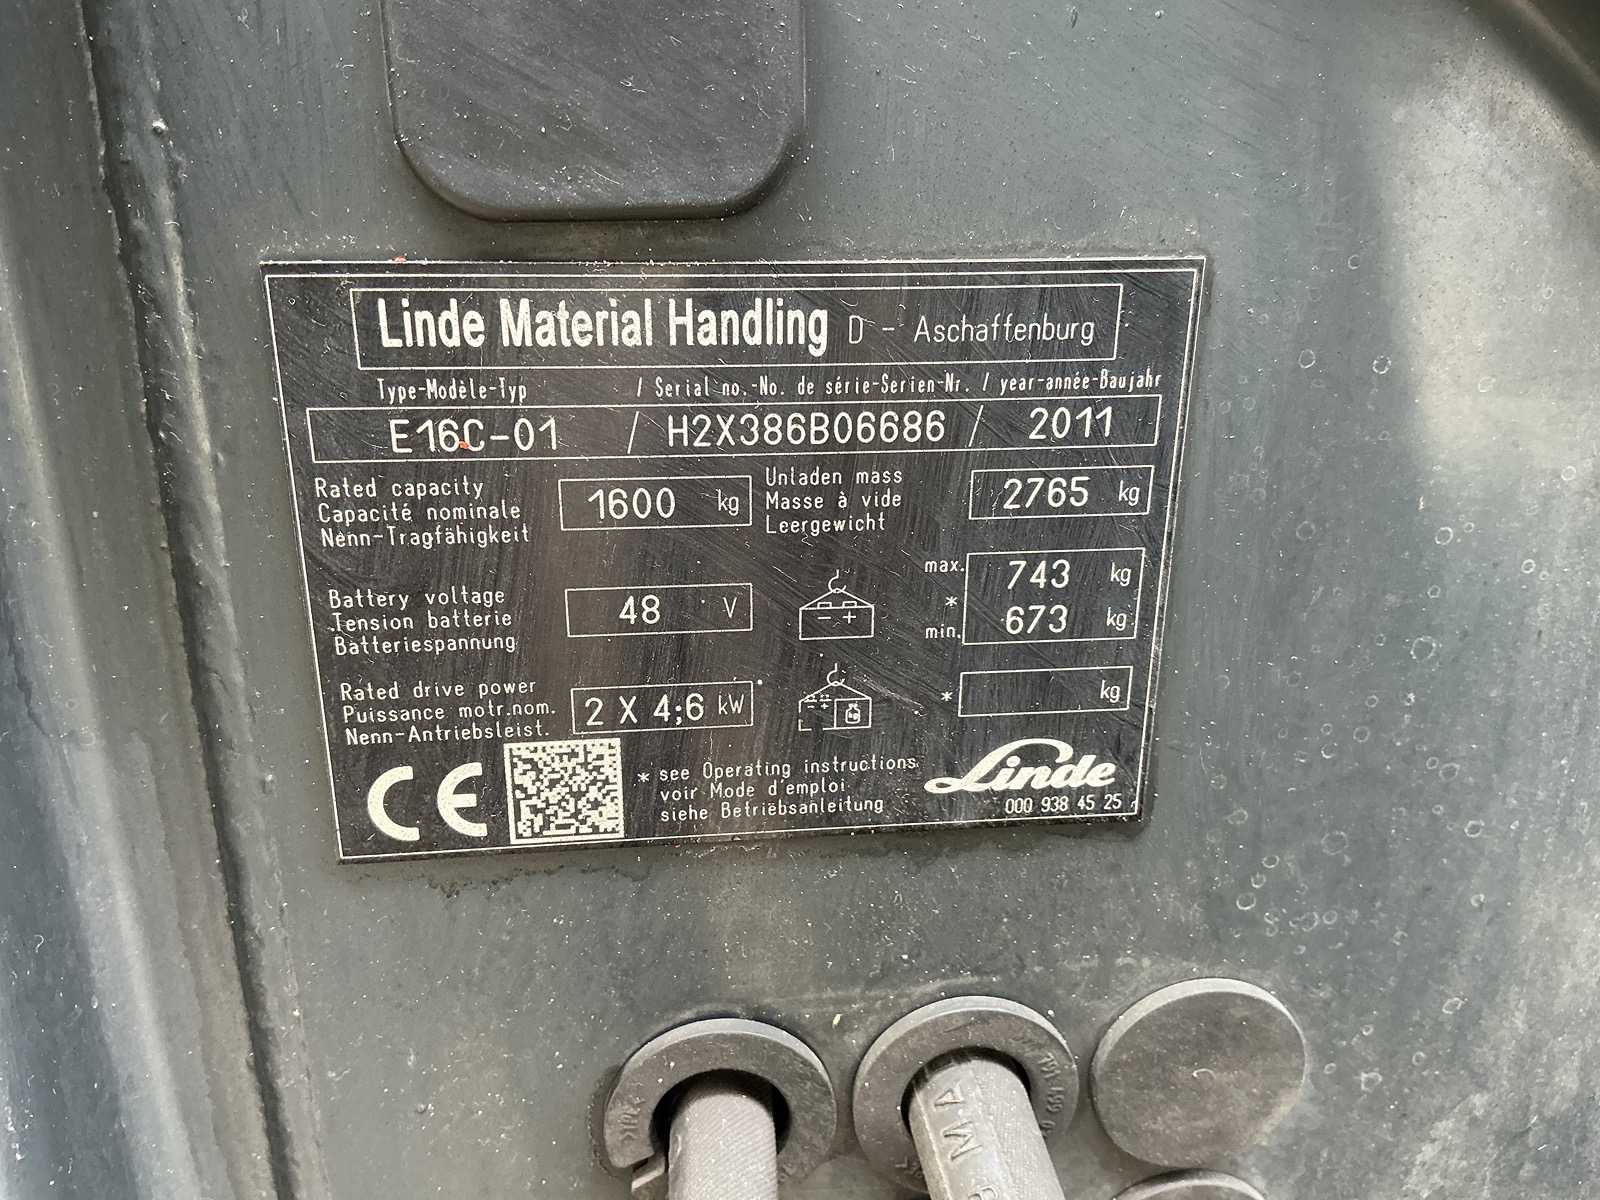 Linde Material Handling D - Aschaffenburg
Type-Modèle-Typ / Serial no.-No. de série-Serien-Nr. / year-année-Baujahr
E16C-01 / H2X386B06686 / 2011
Rated capacity
Capacité nominale
Nenn-Tragfähigkeit
1600 kg
Unladen mass
Masse à vide
Leergewicht
2765 kg
Battery voltage
Tension batterie
Batteriespannung
48 V
max. 743 kg
*
min. 673 kg
Rated drive power
Puissance motr.nom.
Nenn-Antriebsleist.
2 X 4;6 kW
* kg
CE
* see Operating instructions
voir Mode d'emploi
siehe Betriebsanleitung
Linde
000 938 45 25